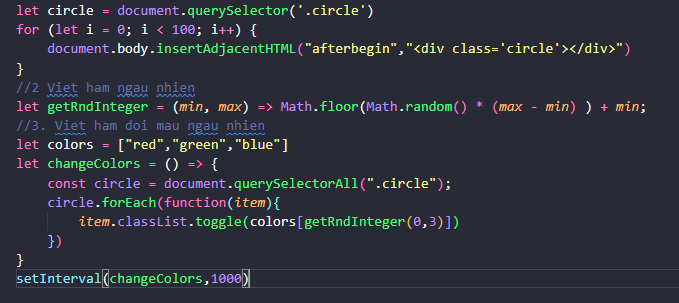 let circle = document.querySelector('.circle')
for (let i = 0; i < 100; i++) {
    document.body.insertAdjacentHTML("afterbegin","<div class='circle'></div>")
}
//2 Viet ham ngau nhien
let getRndInteger = (min, max) => Math.floor(Math.random() * (max - min) ) + min;
//3. Viet ham doi mau ngau nhien
let colors = ["red","green","blue"]
let changeColors = () => {
    const circle = document.querySelectorAll(".circle");
    circle.forEach(function(item){
        item.classList.toggle(colors[getRndInteger(0,3)])
    })
}
setInterval(changeColors,1000)